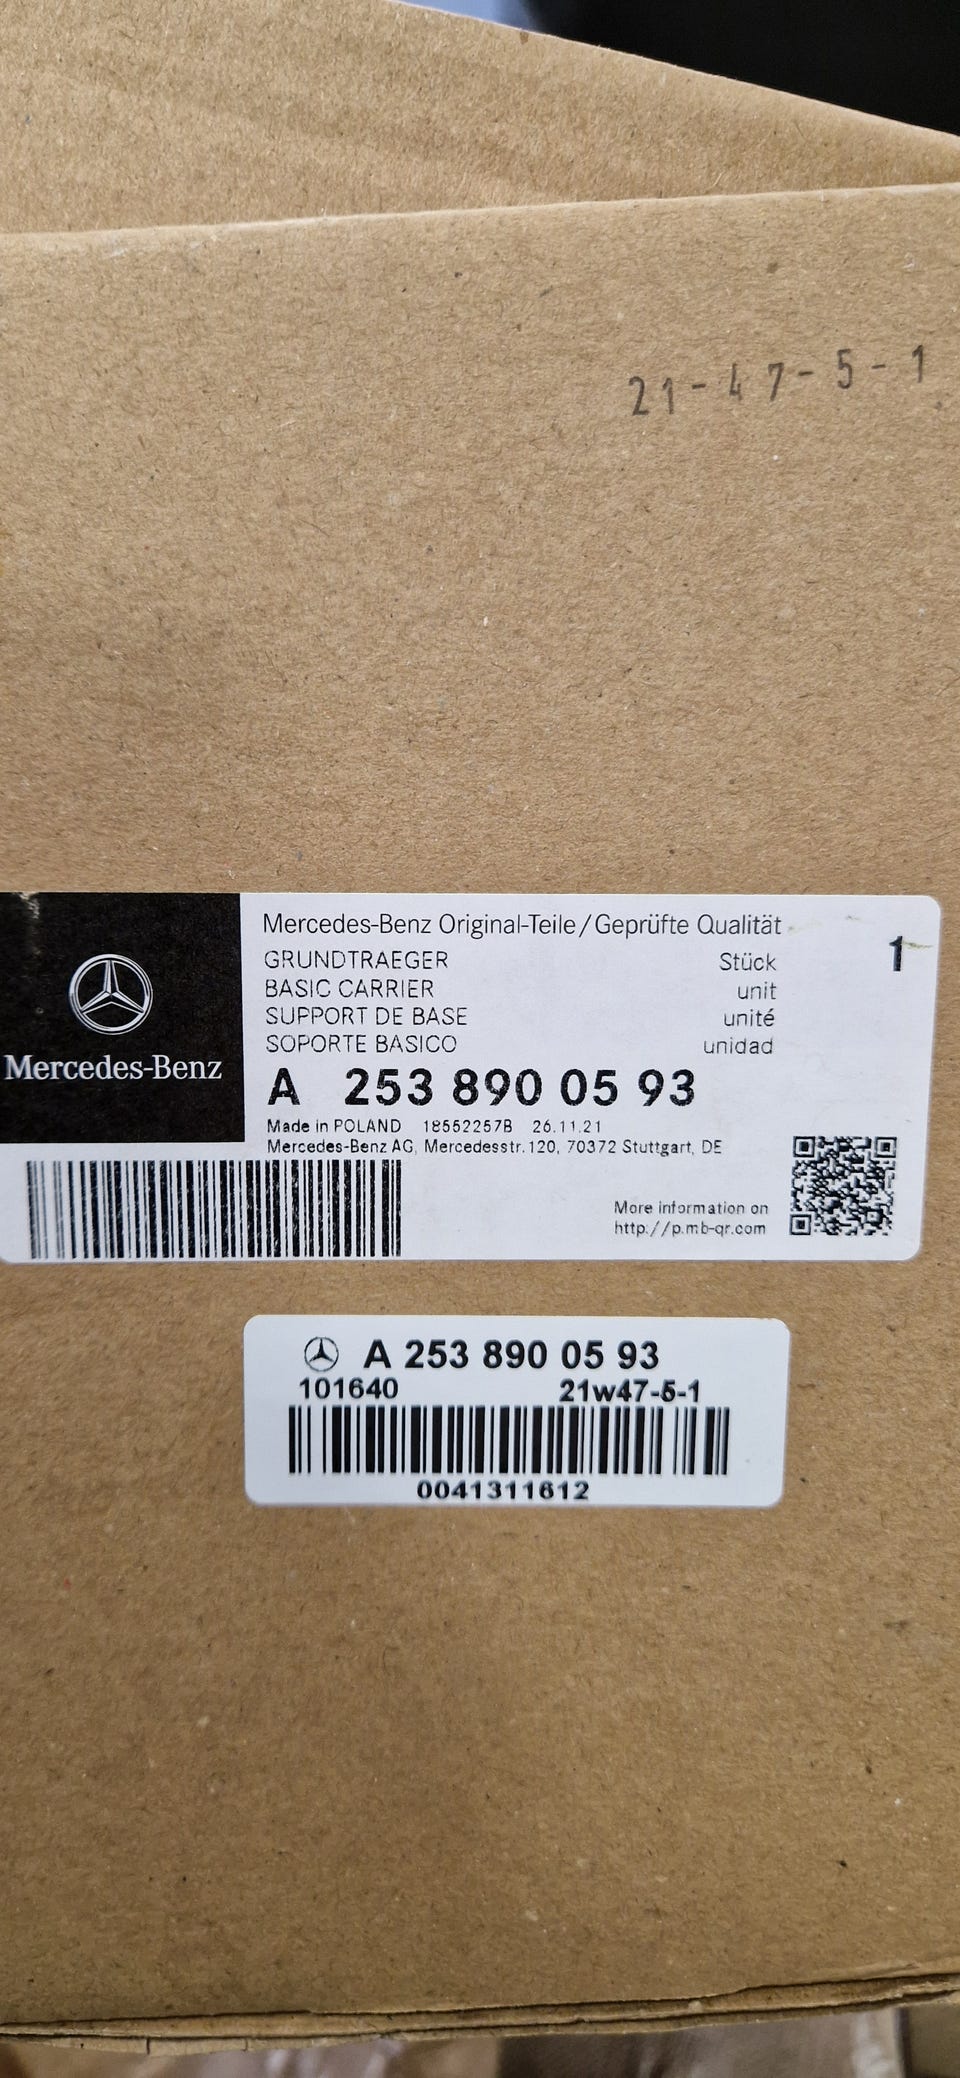 21-47-5-1
Mercedes-Benz Original-Teile/Geprüfte Qualität
GRUNDTRAEGER Stück 1
BASIC CARRIER unit
SUPPORT DE BASE unité
SOPORTE BASICO unidad
Mercedes-Benz
A 253 890 05 93
Made in POLAND 18552257B 26.11.21
Mercedes-Benz AG, Mercedesstr.120, 70372 Stuttgart, DE
More information on
http://p.mb-qr.com
A 253 890 05 93
101640 21w47-5-1
0041311612